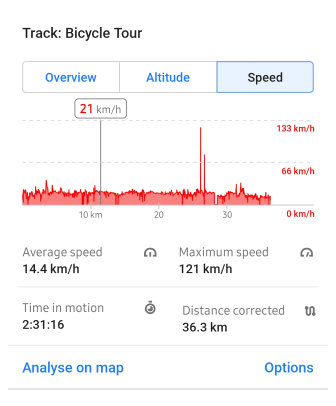 Track: Bicycle Tour
Overview Altitude Speed
21 km/h
133 km/h
66 km/h
10 km 20 30 0 km/h
Average speed Maximum speed
14.4 km/h 121 km/h
Time in motion Distance corrected
2:31:16 36.3 km
Analyse on map Options